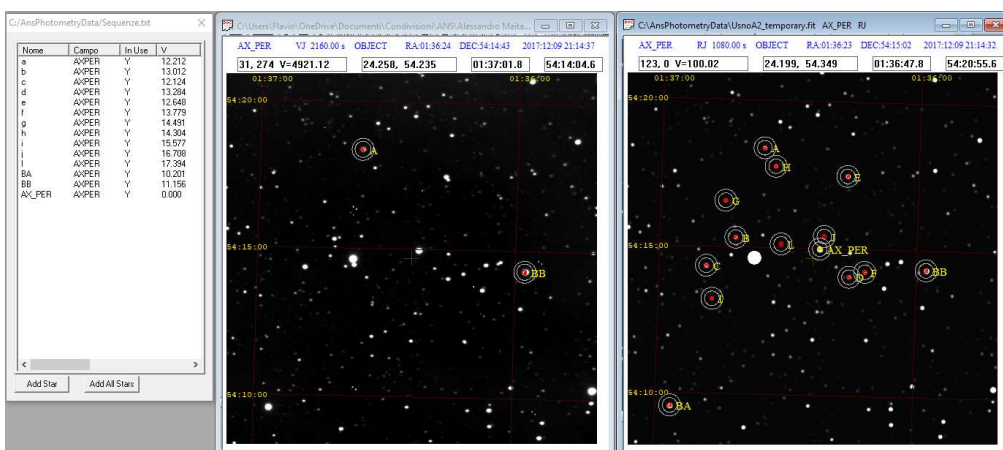 C:/AnsPhotometryData/Sequenze.txt
Nome Campo In Use V
a AXPER Y 12.212
b AXPER Y 13.012
c AXPER Y 12.124
d AXPER Y 13.284
e AXPER Y 12.648
f AXPER Y 13.779
g AXPER Y 14.491
h AXPER Y 14.304
i AXPER Y 15.577
j AXPER Y 16.708
l AXPER Y 17.394
BA AXPER Y 10.201
BB AXPER Y 11.156
AX_PER AXPER Y 0.000
Add Star Add All Stars
C:\Users\Flavio\OneDrive\Documenti\Condivisioni\ANS\Alessandro Maita...
AX_PER VJ 2160.00 s OBJECT RA:01:36:24 DEC:54:14:43 2017:12:09 21:14:37
31, 274 V=4921.12 24.258, 54.235 01:37:01.8 54:14:04.6
01:37:00 01:36:00
54:20:00
A
54:15:00
BB
54:10:00
C:/AnsPhotometryData/UsnoA2_temporary.fit AX_PER RJ
AX_PER RJ 1080.00 s OBJECT RA:01:36:23 DEC:54:15:02 2017:12:09 21:14:32
123, 0 V=100.02 24.199, 54.349 01:36:47.8 54:20:55.6
01:37:00 01:36:00
54:20:00
A
H
E
G
B J
L AX_PER
54:15:00
C D F BB
I
54:10:00
BA